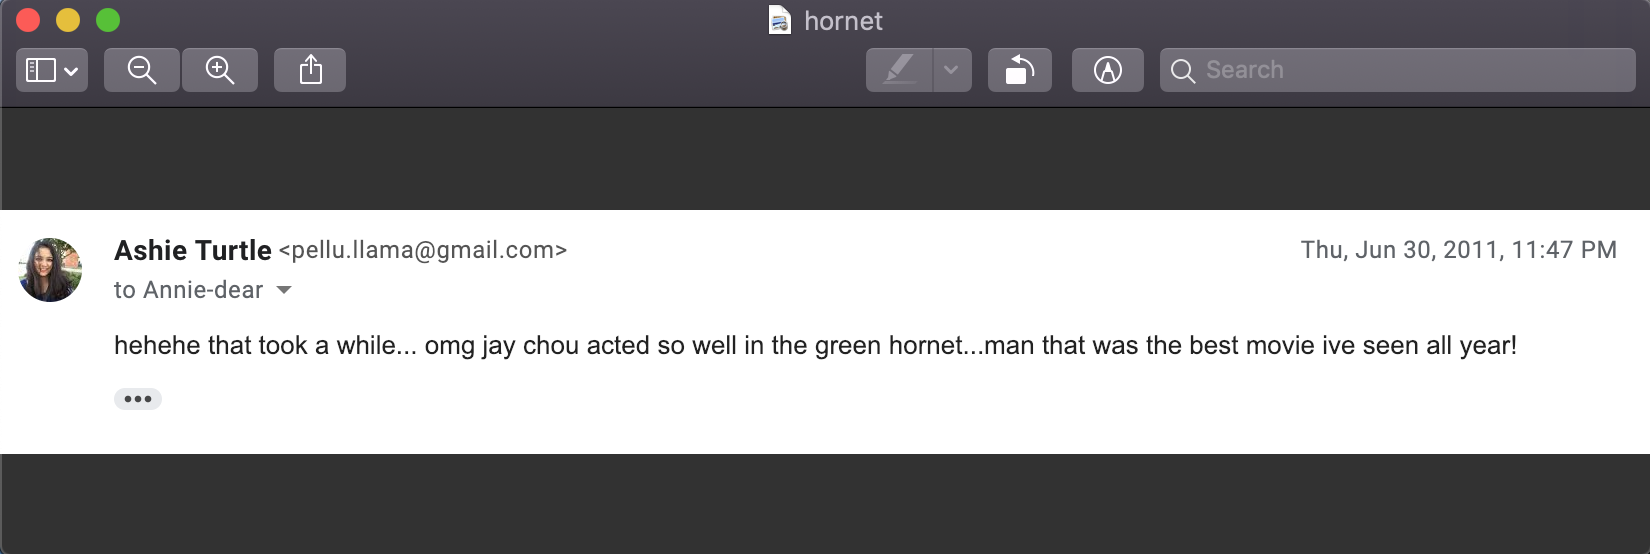 hornet
Search
Ashie Turtle <pellu.llama@gmail.com>
Thu, Jun 30, 2011, 11:47 PM
to Annie-dear
hehehe that took a while... omg jay chou acted so well in the green hornet...man that was the best movie ive seen all year!